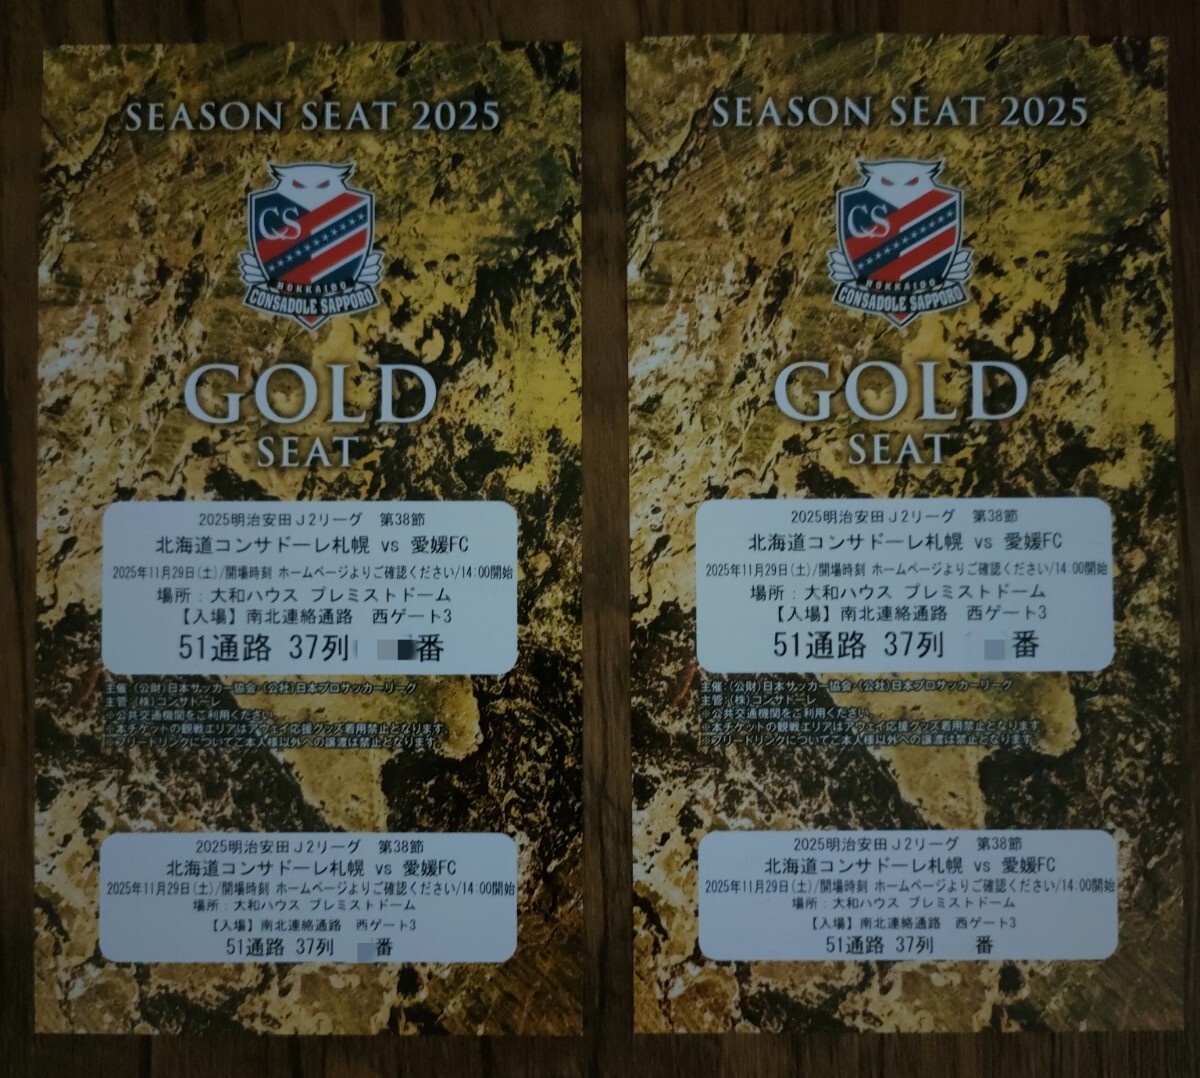 SEASON SEAT 2025
CS
HOKKAIDO
CONSADOLE SAPPORO
GOLD
SEAT
2025明治安田J2リーグ 第38節
北海道コンサドーレ札幌 vs 愛媛FC
2025年11月29日(土)/開場時刻 ホームページよりご確認ください/14:00開始
場所：大和ハウス プレミストドーム
【入場】南北連絡通路 西ゲート3
51通路 37列 番
主催：(公財)日本サッカー協会・(公社)日本プロサッカーリーグ
主管：(株)コンサドーレ
※公共交通機関をご利用ください
※本チケットの観戦エリアはアウェイ応援グッズ着用禁止となります
※フリードリンクについてご本人様以外への譲渡は禁止となります
2025明治安田J2リーグ 第38節
北海道コンサドーレ札幌 vs 愛媛FC
2025年11月29日(土)/開場時刻 ホームページよりご確認ください/14:00開始
場所：大和ハウス プレミストドーム
【入場】南北連絡通路 西ゲート3
51通路 37列 番
SEASON SEAT 2025
CS
HOKKAIDO
CONSADOLE SAPPORO
GOLD
SEAT
2025明治安田J2リーグ 第38節
北海道コンサドーレ札幌 vs 愛媛FC
2025年11月29日(土)/開場時刻 ホームページよりご確認ください/14:00開始
場所：大和ハウス プレミストドーム
【入場】南北連絡通路 西ゲート3
51通路 37列 番
主催：(公財)日本サッカー協会・(公社)日本プロサッカーリーグ
主管：(株)コンサドーレ
※公共交通機関をご利用ください
※本チケットの観戦エリアはアウェイ応援グッズ着用禁止となります
※フリードリンクについてご本人様以外への譲渡は禁止となります
2025明治安田J2リーグ 第38節
北海道コンサドーレ札幌 vs 愛媛FC
2025年11月29日(土)/開場時刻 ホームページよりご確認ください/14:00開始
場所：大和ハウス プレミストドーム
【入場】南北連絡通路 西ゲート3
51通路 37列 番